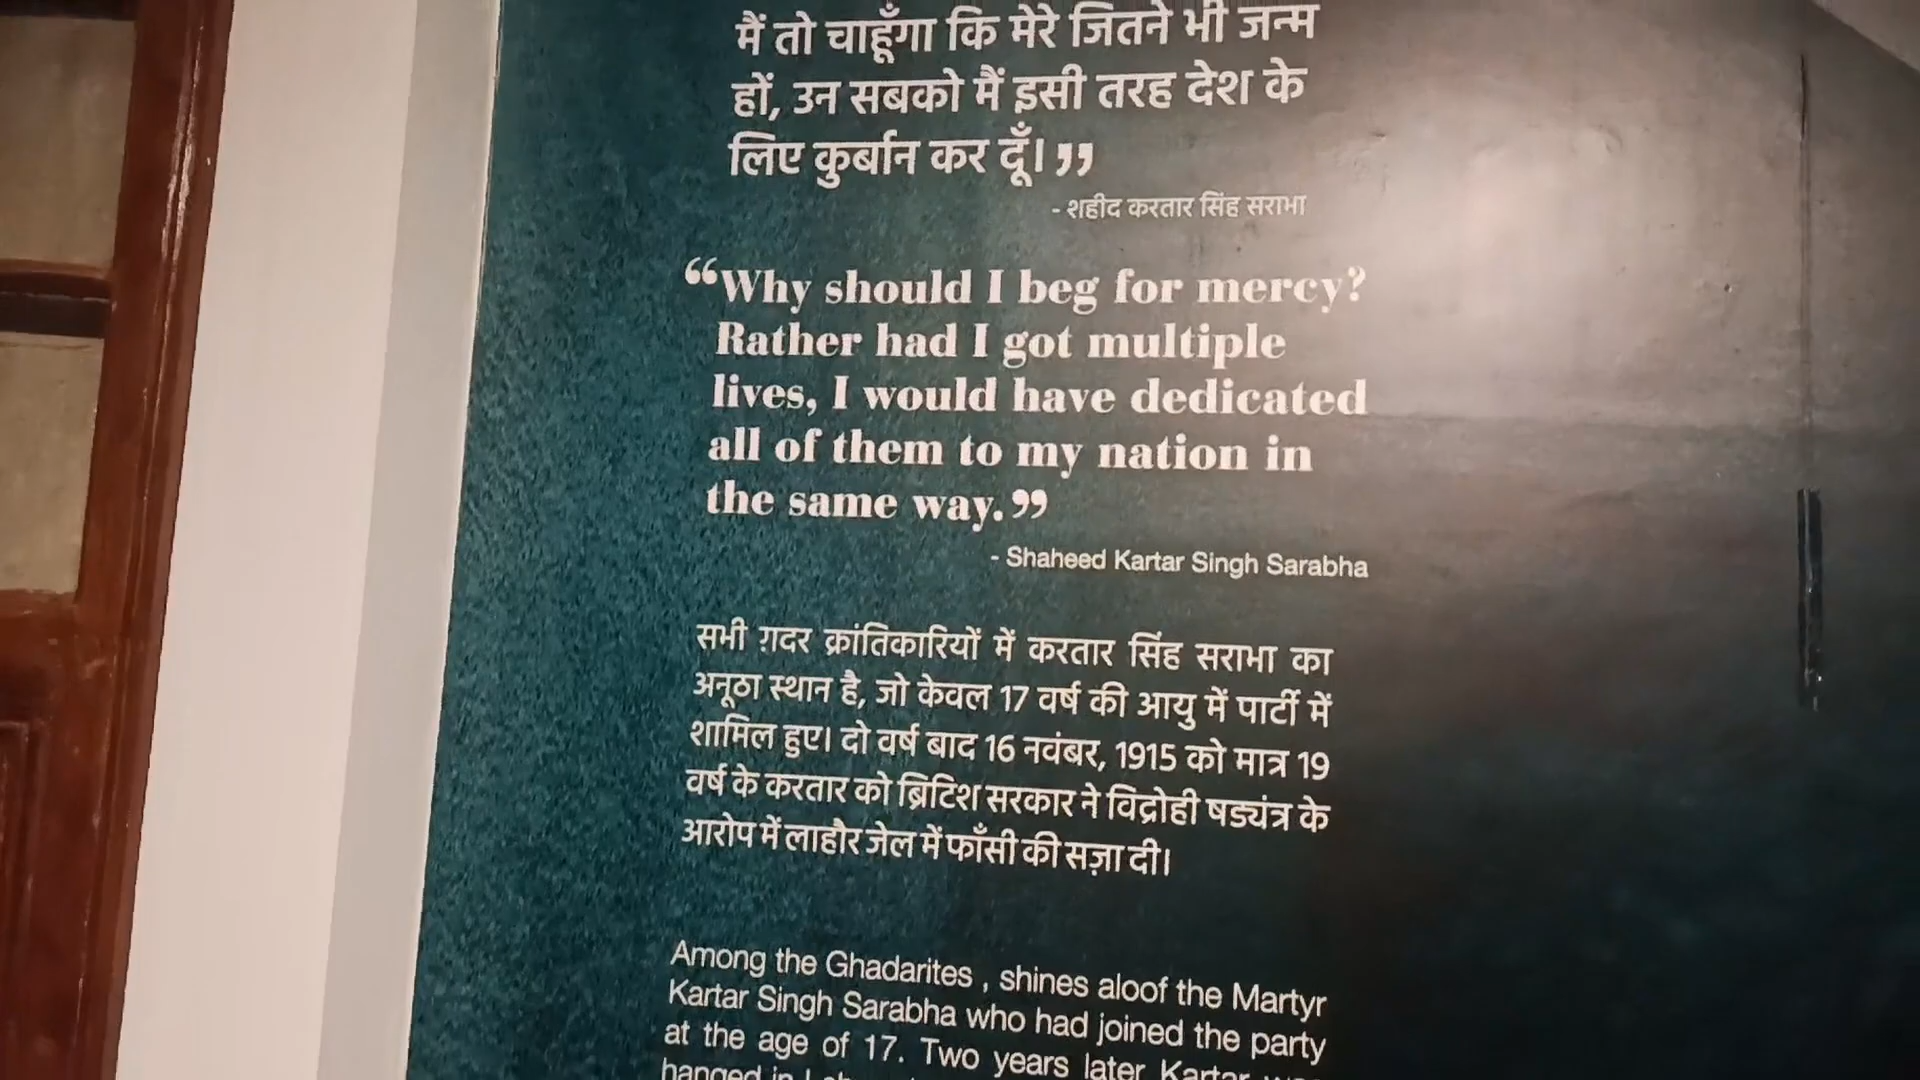 मैं तो चाहूँगा कि मेरे जितने भी जन्म
हों, उन सबको मैं इसी तरह देश के
लिए कुर्बान कर दूँ।”
- शहीद करतार सिंह सराभा
“Why should I beg for mercy?
Rather had I got multiple
lives, I would have dedicated
all of them to my nation in
the same way.”
- Shaheed Kartar Singh Sarabha
सभी ग़दर क्रांतिकारियों में करतार सिंह सराभा का
अनूठा स्थान है, जो केवल 17 वर्ष की आयु में पार्टी में
शामिल हुए। दो वर्ष बाद 16 नवंबर, 1915 को मात्र 19
वर्ष के करतार को ब्रिटिश सरकार ने विद्रोही षड्यंत्र के
आरोप में लाहौर जेल में फाँसी की सज़ा दी।
Among the Ghadarites , shines aloof the Martyr
Kartar Singh Sarabha who had joined the party
at the age of 17. Two years later Kartar
hanged in